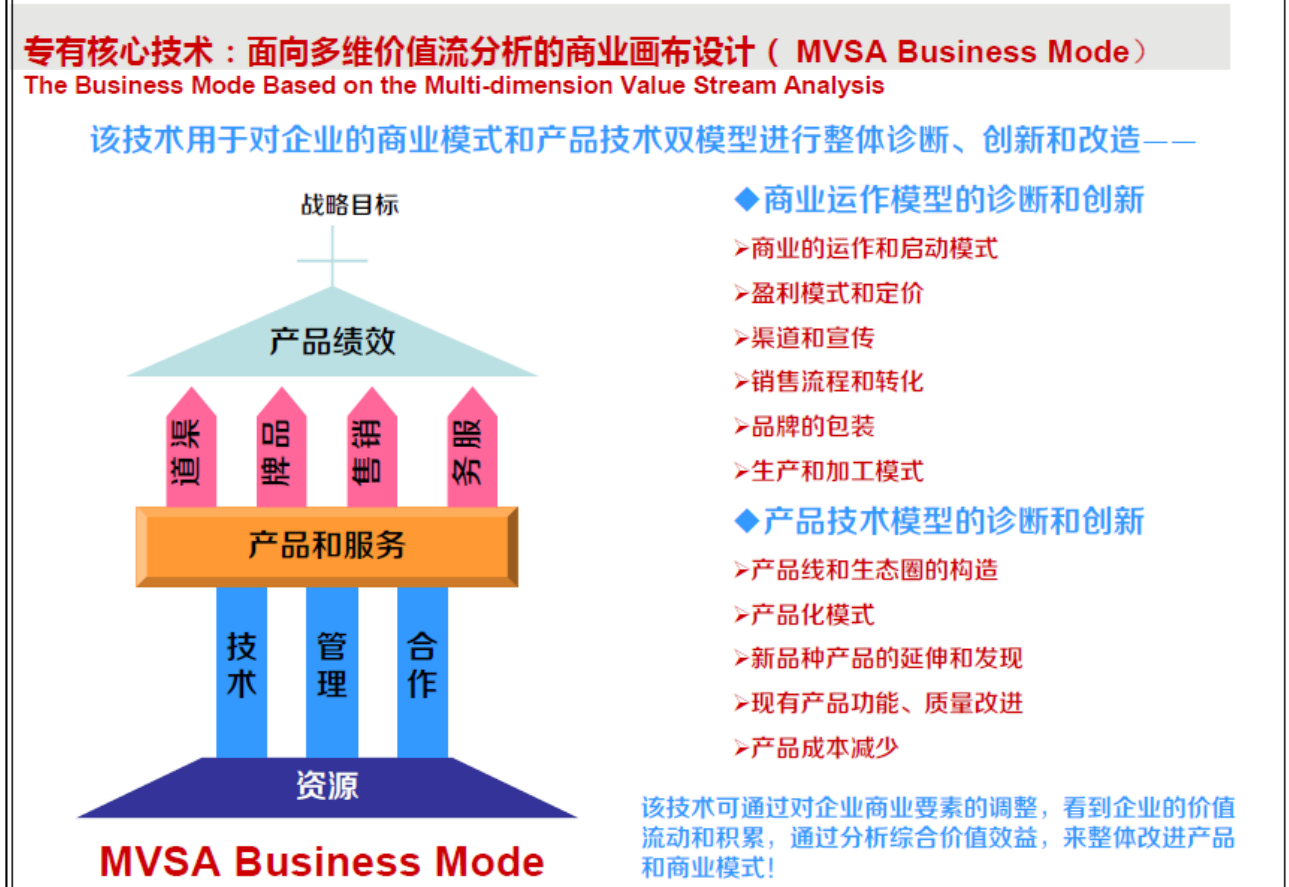 专有核心技术：面向多维价值流分析的商业画布设计（ MVSA Business Mode）
The Business Mode Based on the Multi-dimension Value Stream Analysis
该技术用于对企业的商业模式和产品技术双模型进行整体诊断、创新和改造——
战略目标
产品绩效
渠道
品牌
销售
服务
产品和服务
技术
管理
合作
资源
MVSA Business Mode
◆商业运作模型的诊断和创新
➢商业的运作和启动模式
➢盈利模式和定价
➢渠道和宣传
➢销售流程和转化
➢品牌的包装
➢生产和加工模式
◆产品技术模型的诊断和创新
➢产品线和生态圈的构造
➢产品化模式
➢新品种产品的延伸和发现
➢现有产品功能、质量改进
➢产品成本减少
该技术可通过对企业商业要素的调整，看到企业的价值
流动和积累，通过分析综合价值效益，来整体改进产品
和商业模式！